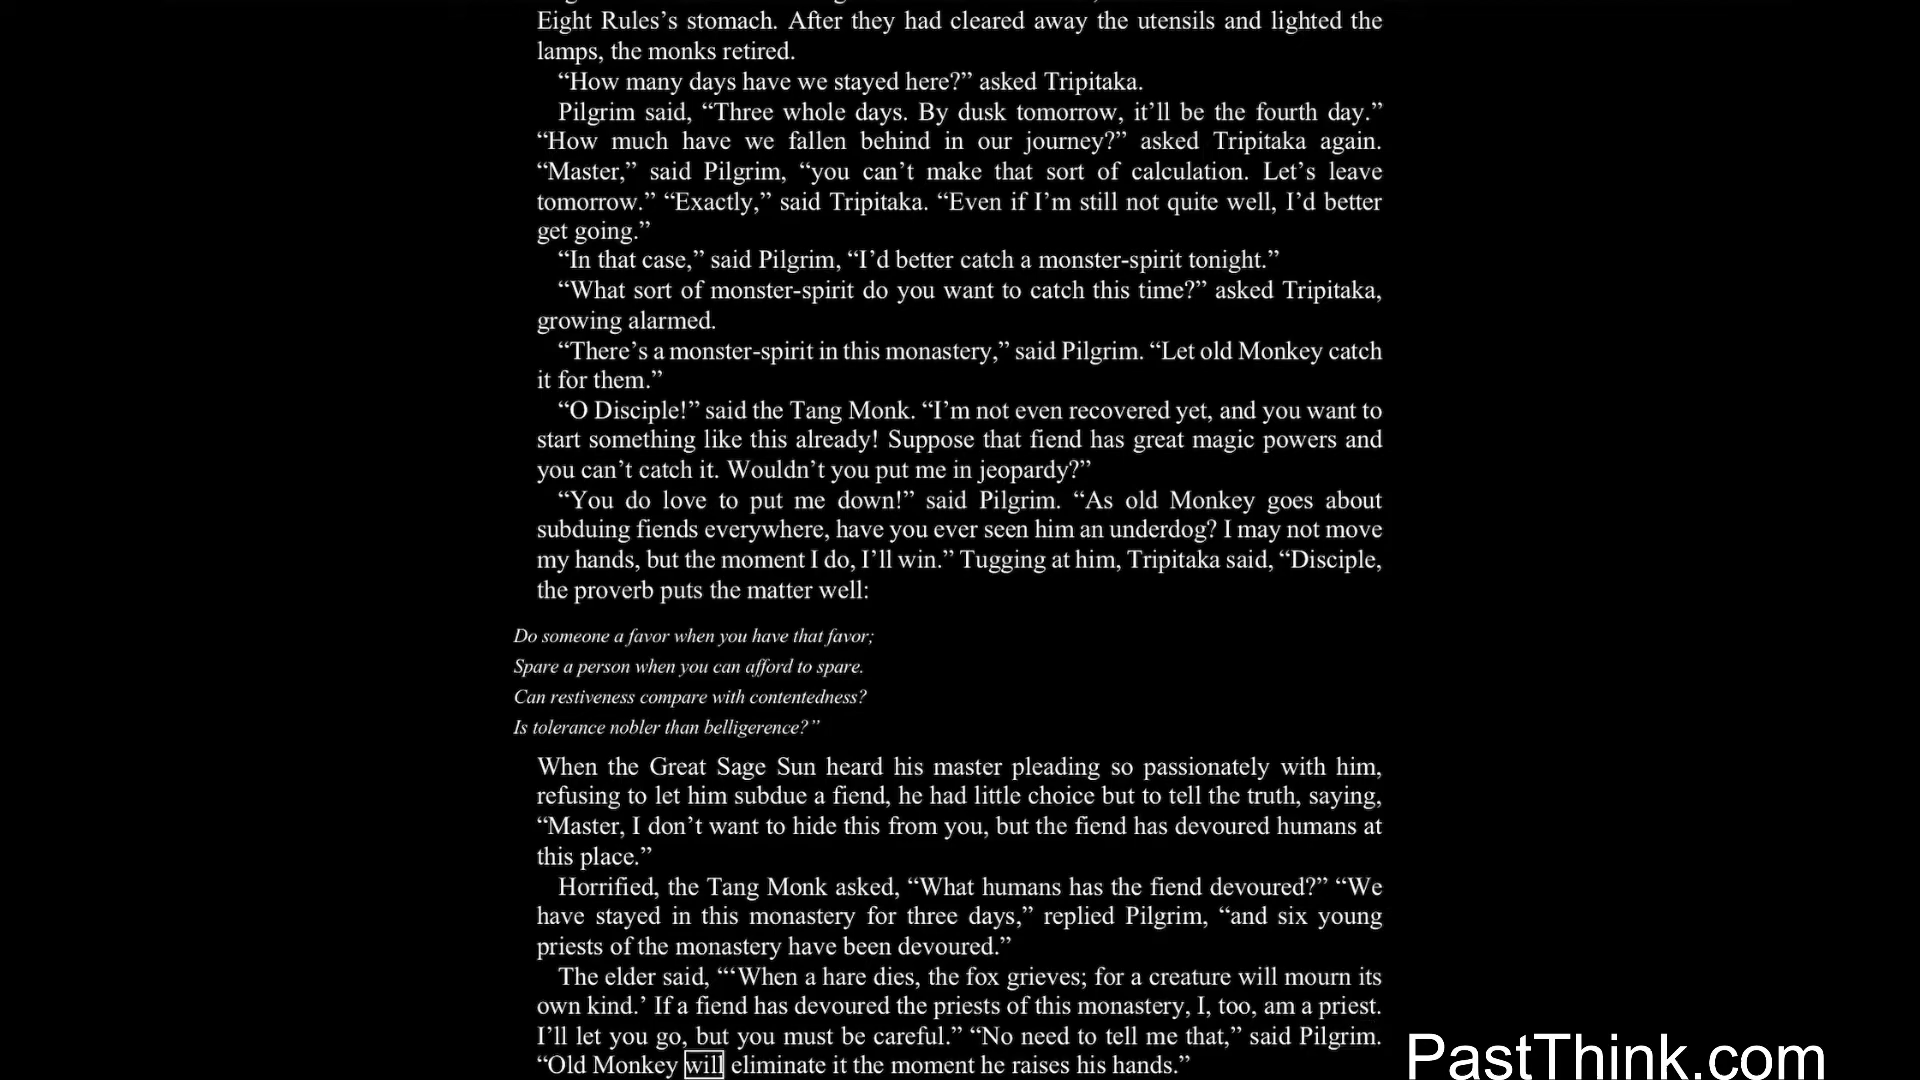 Eight Rules’s stomach. After they had cleared away the utensils and lighted the
lamps, the monks retired.
“How many days have we stayed here?” asked Tripitaka.
Pilgrim said, “Three whole days. By dusk tomorrow, it’ll be the fourth day.”
“How much have we fallen behind in our journey?” asked Tripitaka again.
“Master,” said Pilgrim, “you can’t make that sort of calculation. Let’s leave
tomorrow.” “Exactly,” said Tripitaka. “Even if I’m still not quite well, I’d better
get going.”
“In that case,” said Pilgrim, “I’d better catch a monster-spirit tonight.”
“What sort of monster-spirit do you want to catch this time?” asked Tripitaka,
growing alarmed.
“There’s a monster-spirit in this monastery,” said Pilgrim. “Let old Monkey catch
it for them.”
“O Disciple!” said the Tang Monk. “I’m not even recovered yet, and you want to
start something like this already! Suppose that fiend has great magic powers and
you can’t catch it. Wouldn’t you put me in jeopardy?”
“You do love to put me down!” said Pilgrim. “As old Monkey goes about
subduing fiends everywhere, have you ever seen him an underdog? I may not move
my hands, but the moment I do, I’ll win.” Tugging at him, Tripitaka said, “Disciple,
the proverb puts the matter well:
Do someone a favor when you have that favor;
Spare a person when you can afford to spare.
Can restiveness compare with contentedness?
Is tolerance nobler than belligerence?”
When the Great Sage Sun heard his master pleading so passionately with him,
refusing to let him subdue a fiend, he had little choice but to tell the truth, saying,
“Master, I don’t want to hide this from you, but the fiend has devoured humans at
this place.”
Horrified, the Tang Monk asked, “What humans has the fiend devoured?” “We
have stayed in this monastery for three days,” replied Pilgrim, “and six young
priests of the monastery have been devoured.”
The elder said, “‘When a hare dies, the fox grieves; for a creature will mourn its
own kind.’ If a fiend has devoured the priests of this monastery, I, too, am a priest.
I’ll let you go, but you must be careful.” “No need to tell me that,” said Pilgrim.
“Old Monkey will eliminate it the moment he raises his hands.”
PastThink.com